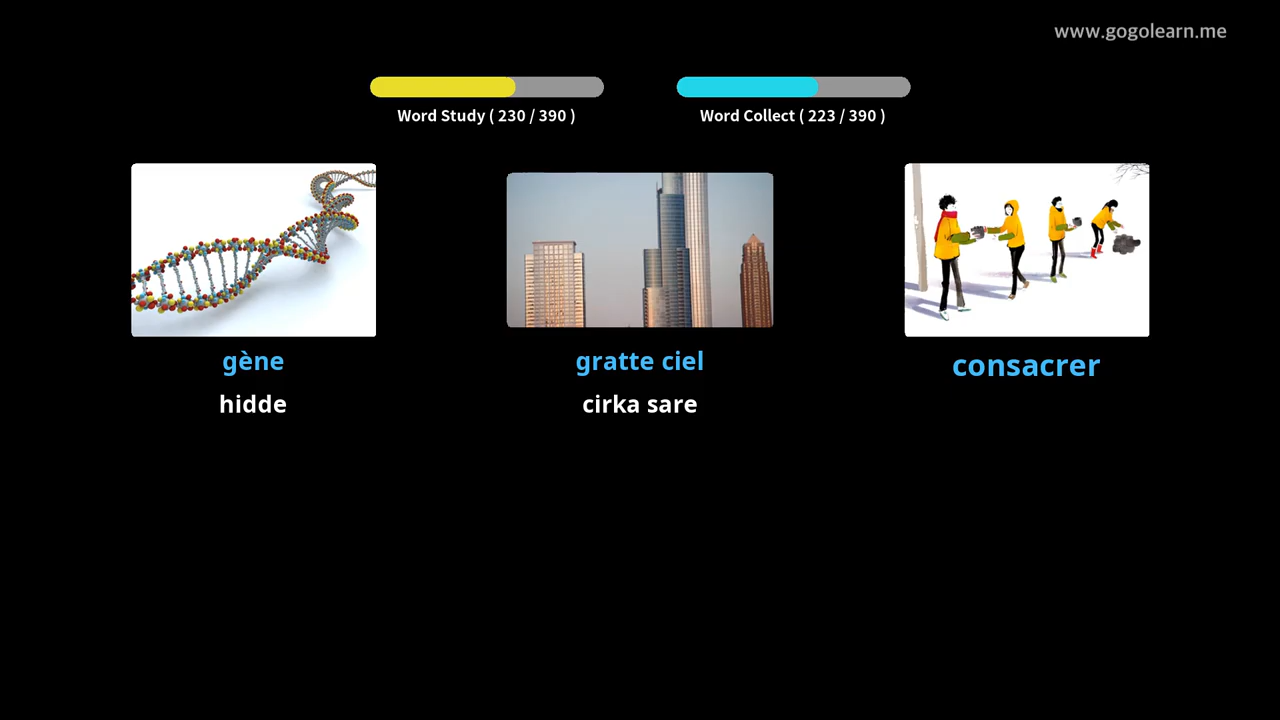 www.gogolearn.me
Word Study ( 230 / 390 )
Word Collect ( 223 / 390 )
gène
gratte ciel
consacrer
hidde
cirka sare